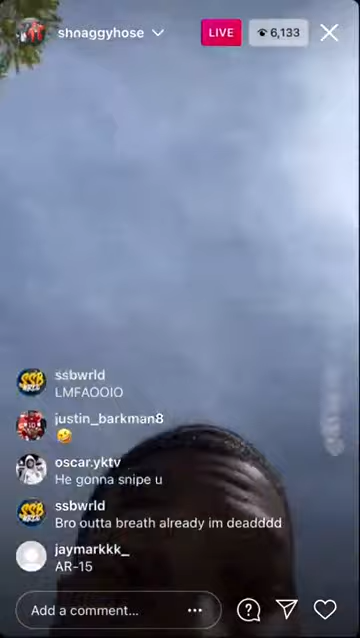 shoaggyhose
LIVE
6,133
ssbwrld
LMFAOOIO
justin_barkman8
oscar.yktv
He gonna snipe u
ssbwrld
Bro outta breath already im deadddd
jaymarkkk_
AR-15
Add a comment...